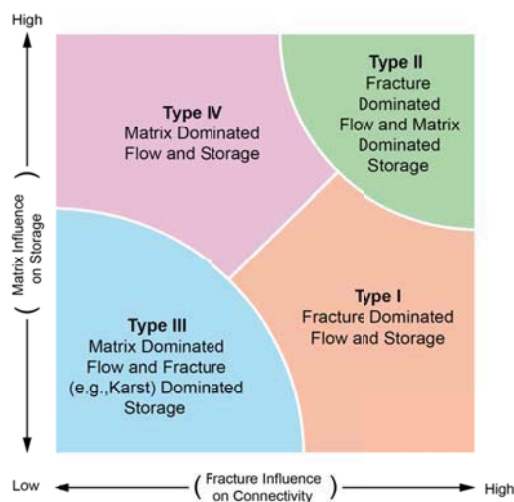 High
Type II
Fracture
Dominated
Flow and Matrix
Dominated
Storage
Type IV
Matrix Dominated
Flow and Storage
(Matrix Influence
on Storage)
Type I
Fracture Dominated
Flow and Storage
Type III
Matrix Dominated
Flow and Fracture
(e.g.,Karst) Dominated
Storage
Low
(Fracture Influence
on Connectivity)
High